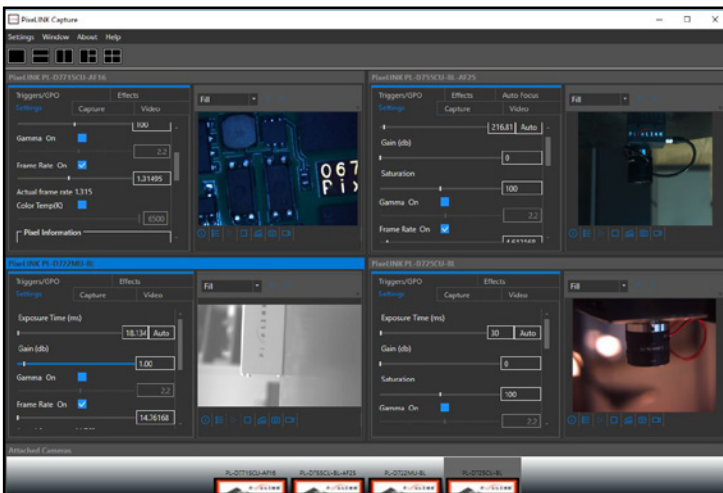 PixeLINK Capture
Settings Window About Help
PixeLINK PL-D7715CU-AF16
Triggers/GPO Effects
Settings Capture Video
100
Gamma On
2.2
Frame Rate On
1.31495
Actual frame rate 1.315
Color Temp(K)
6500
Pixel Information
Fill
067
Pix
PixeLINK PL-D755CU-BL-AF25
Triggers/GPO Effects Auto Focus
Settings Capture Video
216.81 Auto
Gain (db)
0
Saturation
100
Gamma On
2.2
Frame Rate On
Fill
PixeLINK
PixeLINK PL-D722MU-BL
Triggers/GPO Effects
Settings Capture Video
Exposure Time (ms)
18.134 Auto
Gain (db)
1.00
Gamma On
2.2
Frame Rate On
14.76168
Fill
PixeLINK PL-D725CU-BL
Triggers/GPO Effects
Settings Capture Video
Exposure Time (ms)
30 Auto
Gain (db)
0
Saturation
100
Gamma On
2.2
Fill
Attached Cameras
PL-D7715CU-AF16 PL-D755CU-BL-AF25 PL-D722MU-BL PL-D725CU-BL